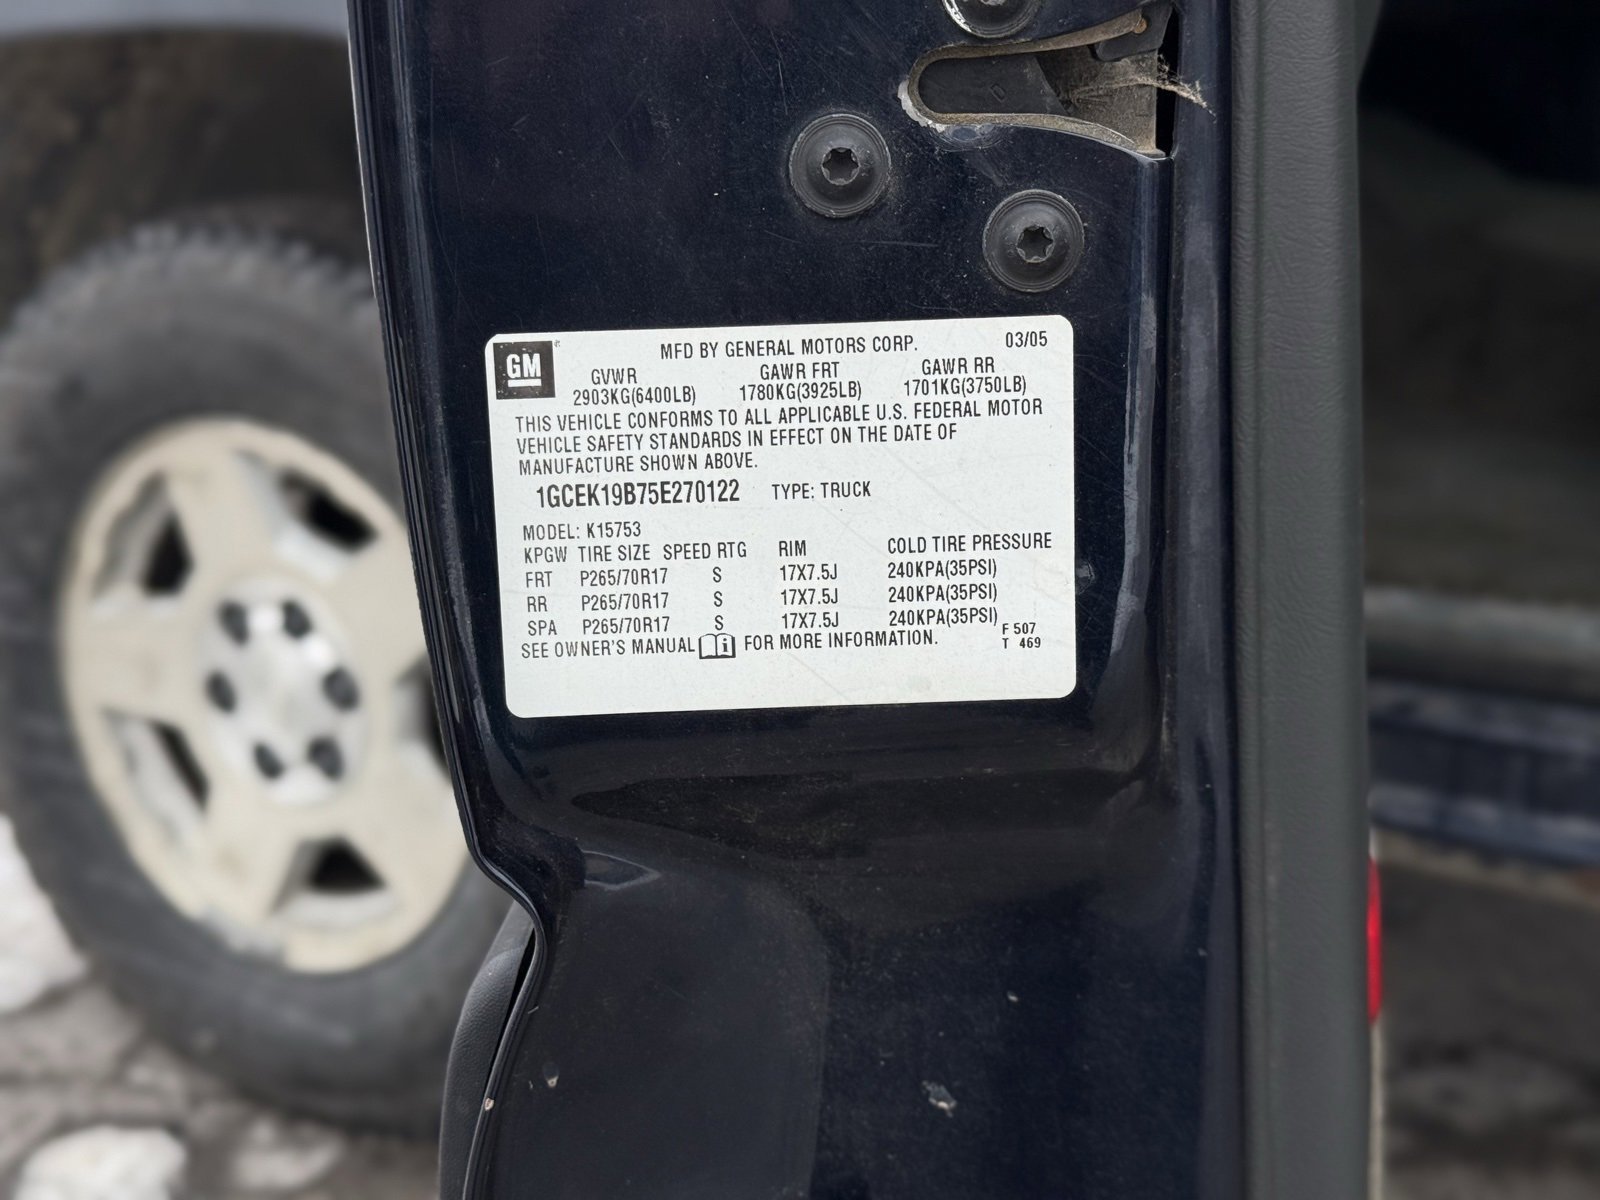 GM
MFD BY GENERAL MOTORS CORP. 03/05
GVWR GAWR FRT GAWR RR
2903KG(6400LB) 1780KG(3925LB) 1701KG(3750LB)
THIS VEHICLE CONFORMS TO ALL APPLICABLE U.S. FEDERAL MOTOR
VEHICLE SAFETY STANDARDS IN EFFECT ON THE DATE OF
MANUFACTURE SHOWN ABOVE.
1GCEK19B75E270122 TYPE: TRUCK
MODEL: K15753
KPGW TIRE SIZE SPEED RTG RIM COLD TIRE PRESSURE
FRT P265/70R17 S 17X7.5J 240KPA(35PSI)
RR P265/70R17 S 17X7.5J 240KPA(35PSI)
SPA P265/70R17 S 17X7.5J 240KPA(35PSI)
SEE OWNER'S MANUAL i FOR MORE INFORMATION.
F 507
T 469